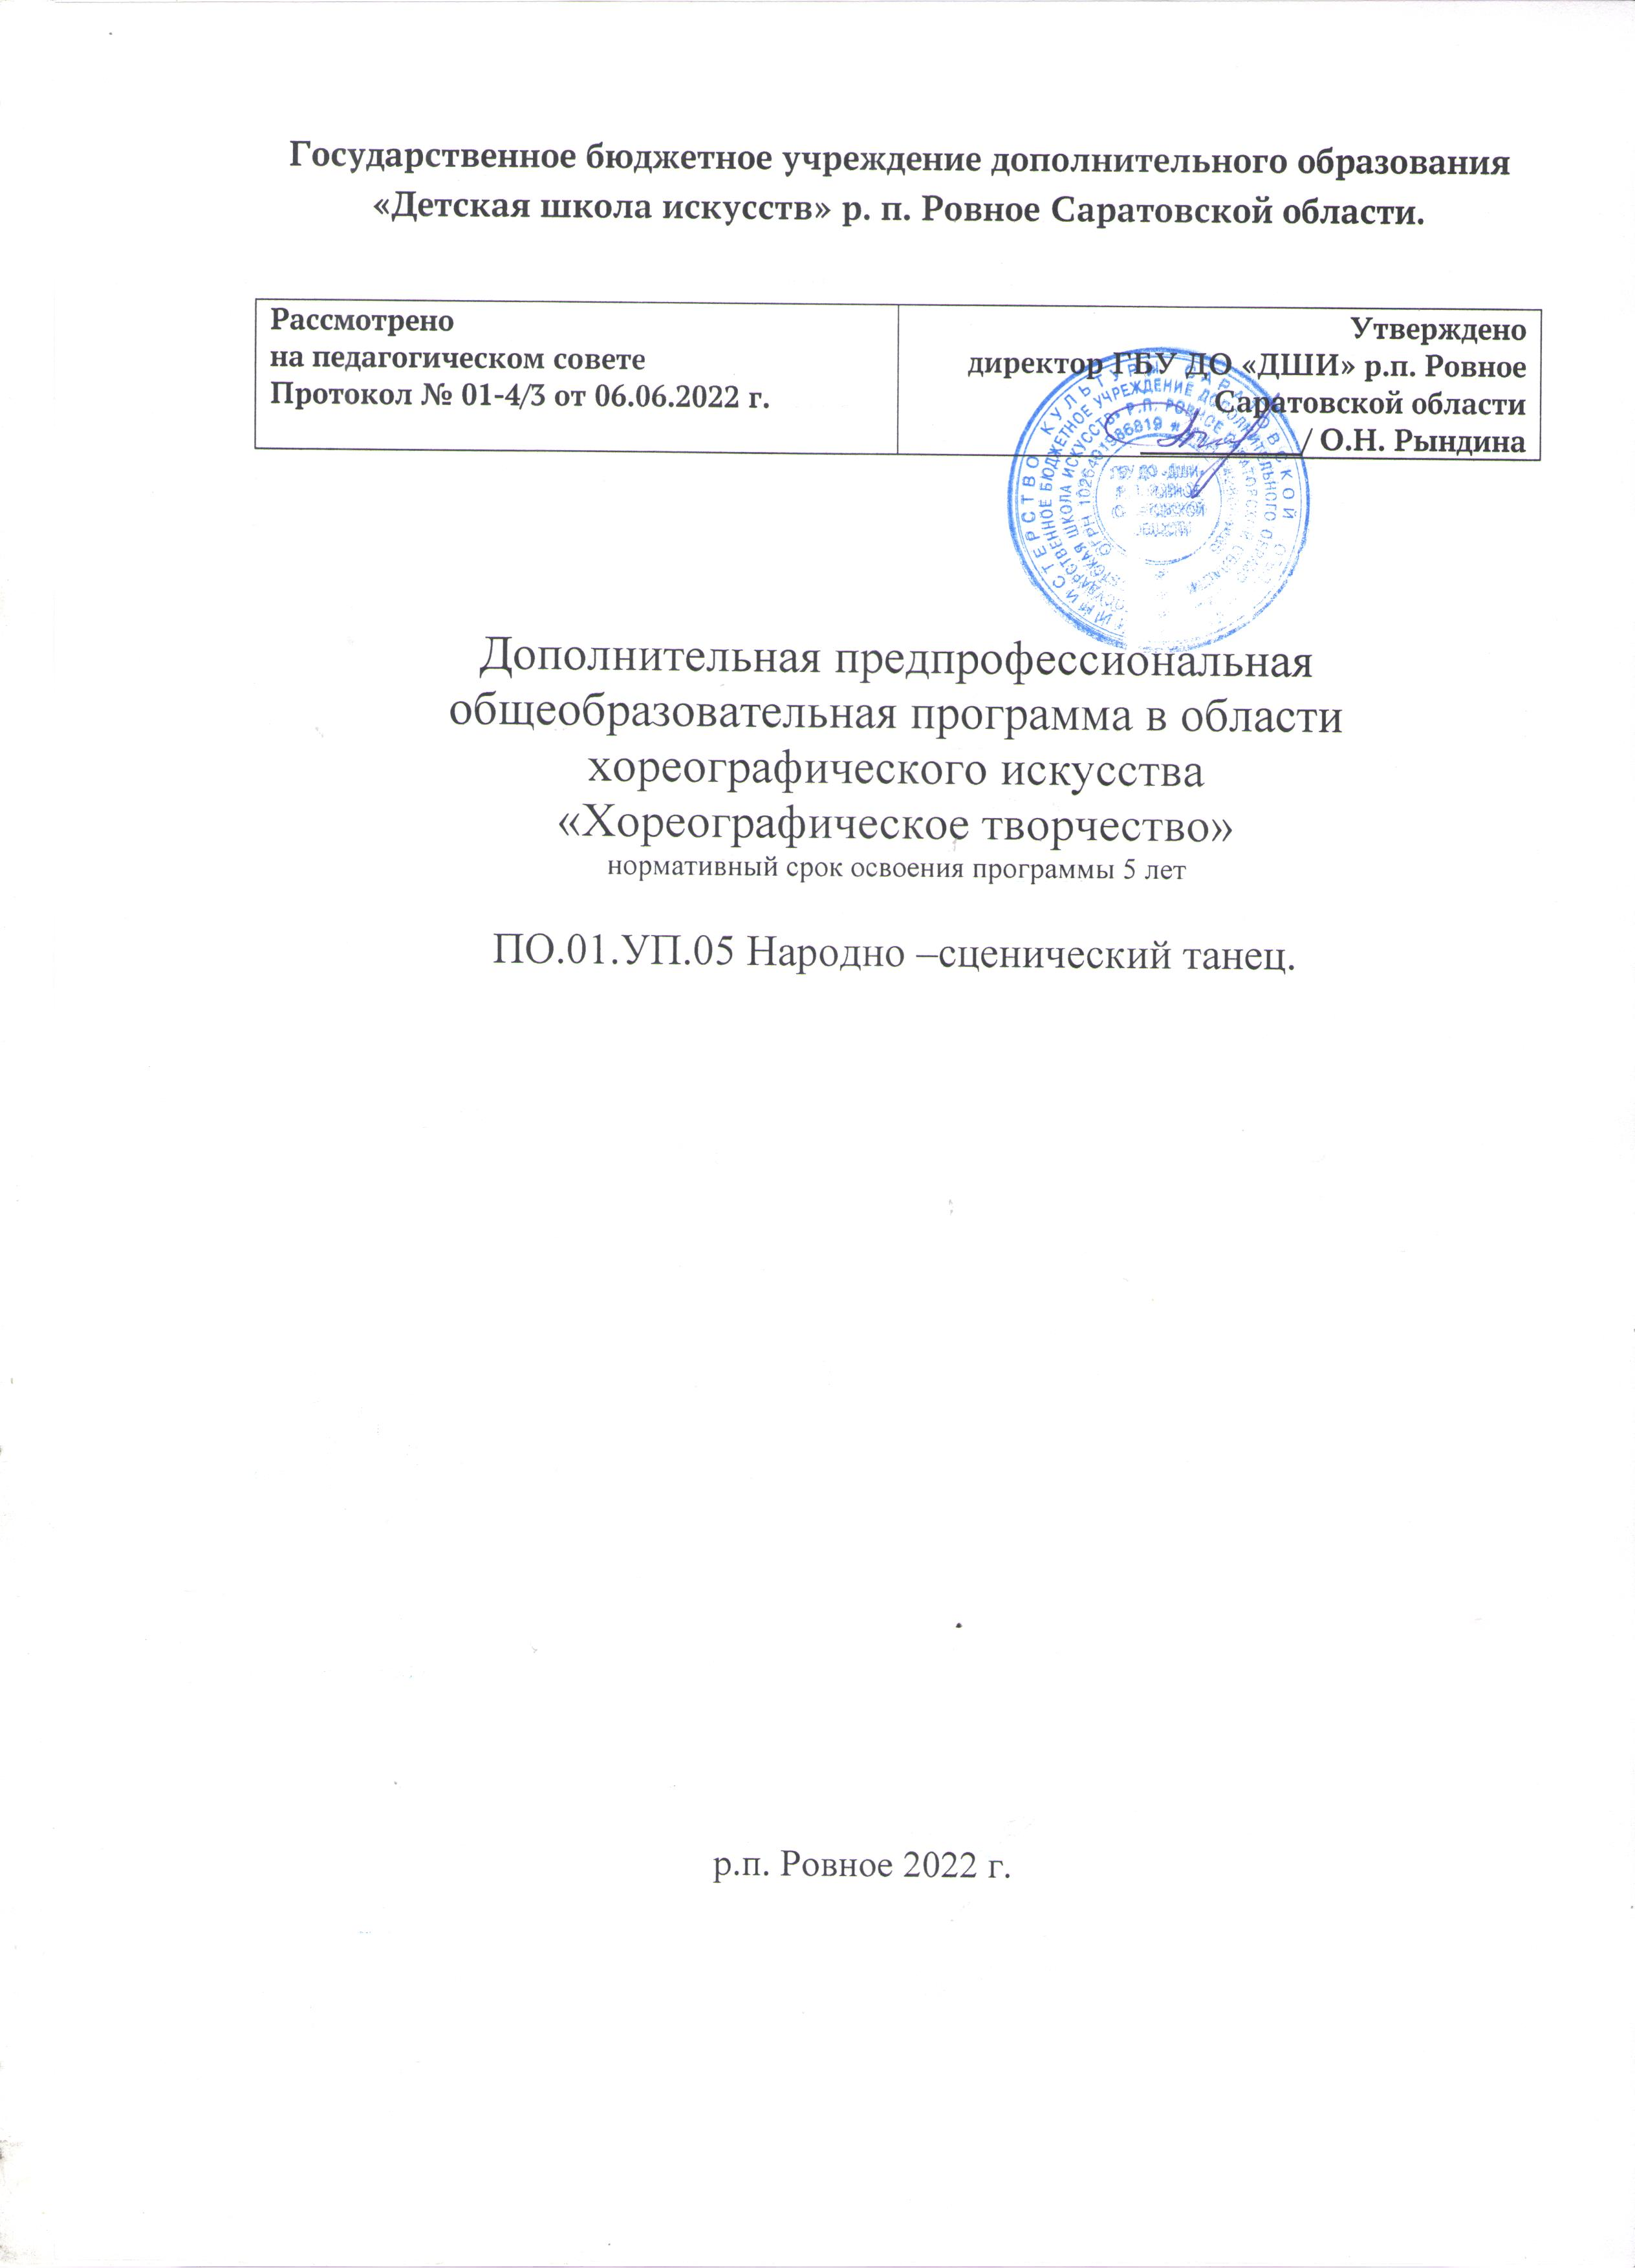 Государственное бюджетное учреждение дополнительного образования
«Детская школа искусств» р. п. Ровное Саратовской области.
Рассмотрено
на педагогическом совете
Протокол № 01-4/3 от 06.06.2022 г.
Утверждено
директор ГБУ ДО «ДШИ» р.п. Ровное
Саратовской области
/ О.Н. Рындина
Дополнительная предпрофессиональная
общеобразовательная программа в области
хореографического искусства
«Хореографическое творчество»
нормативный срок освоения программы 5 лет
ПО.01.УП.05 Народно –сценический танец.
р.п. Ровное 2022 г.